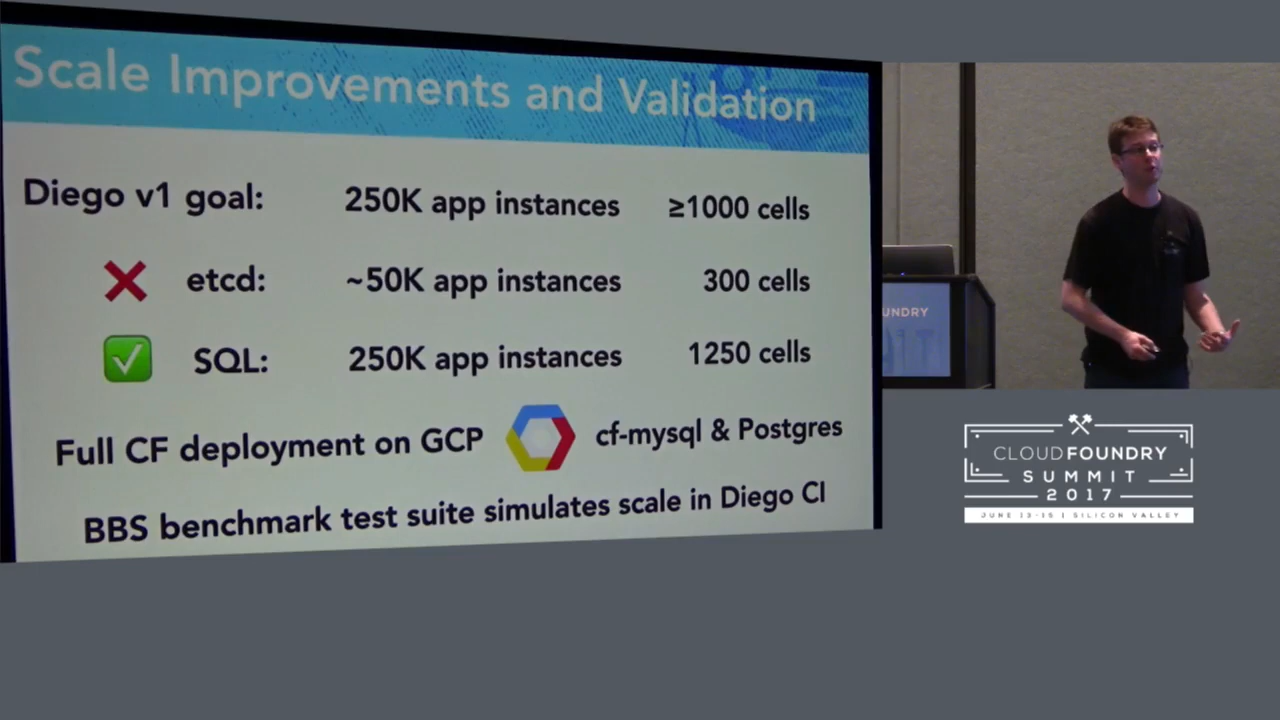 Scale Improvements and Validation
Diego v1 goal: 250K app instances ≥1000 cells
etcd: ~50K app instances 300 cells
SQL: 250K app instances 1250 cells
Full CF deployment on GCP cf-mysql & Postgres
BBS benchmark test suite simulates scale in Diego CI
UNDRY
CLOUDFOUNDRY
SUMMIT
2017
JUNE 13-15 | SILICON VALLEY